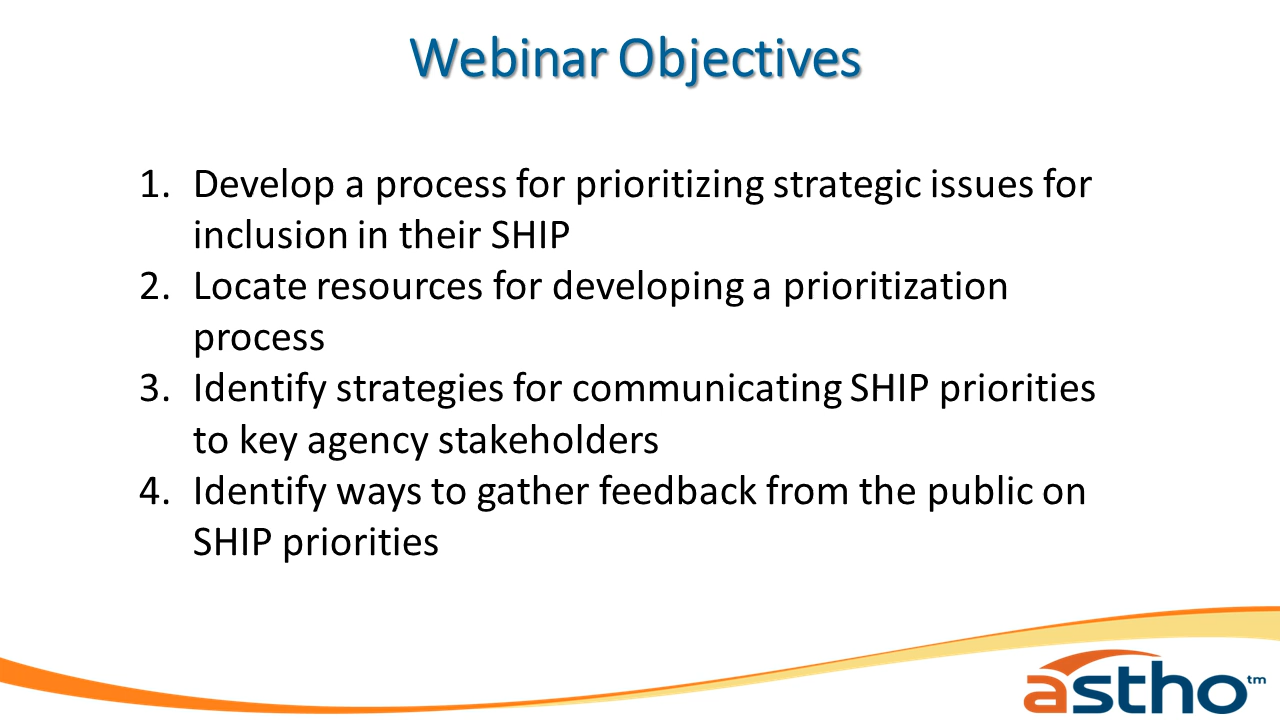 Webinar Objectives
1. Develop a process for prioritizing strategic issues for
inclusion in their SHIP
2. Locate resources for developing a prioritization
process
3. Identify strategies for communicating SHIP priorities
to key agency stakeholders
4. Identify ways to gather feedback from the public on
SHIP priorities
astho™